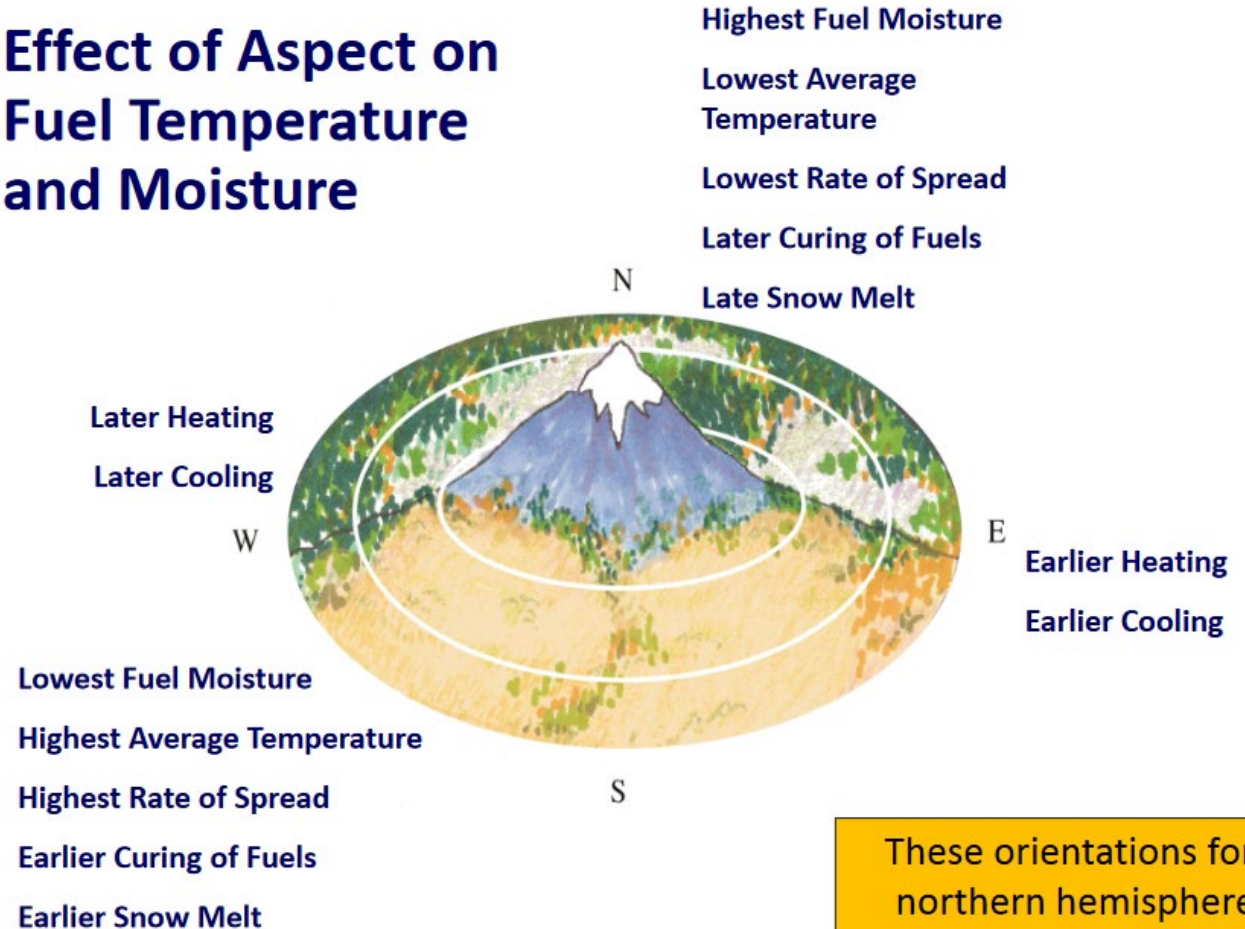 Effect of Aspect on
Fuel Temperature
and Moisture
Highest Fuel Moisture
Lowest Average
Temperature
Lowest Rate of Spread
Later Curing of Fuels
Late Snow Melt
N
Later Heating
Later Cooling
W
E
Earlier Heating
Earlier Cooling
Lowest Fuel Moisture
Highest Average Temperature
Highest Rate of Spread
Earlier Curing of Fuels
Earlier Snow Melt
S
These orientations for
northern hemisphere